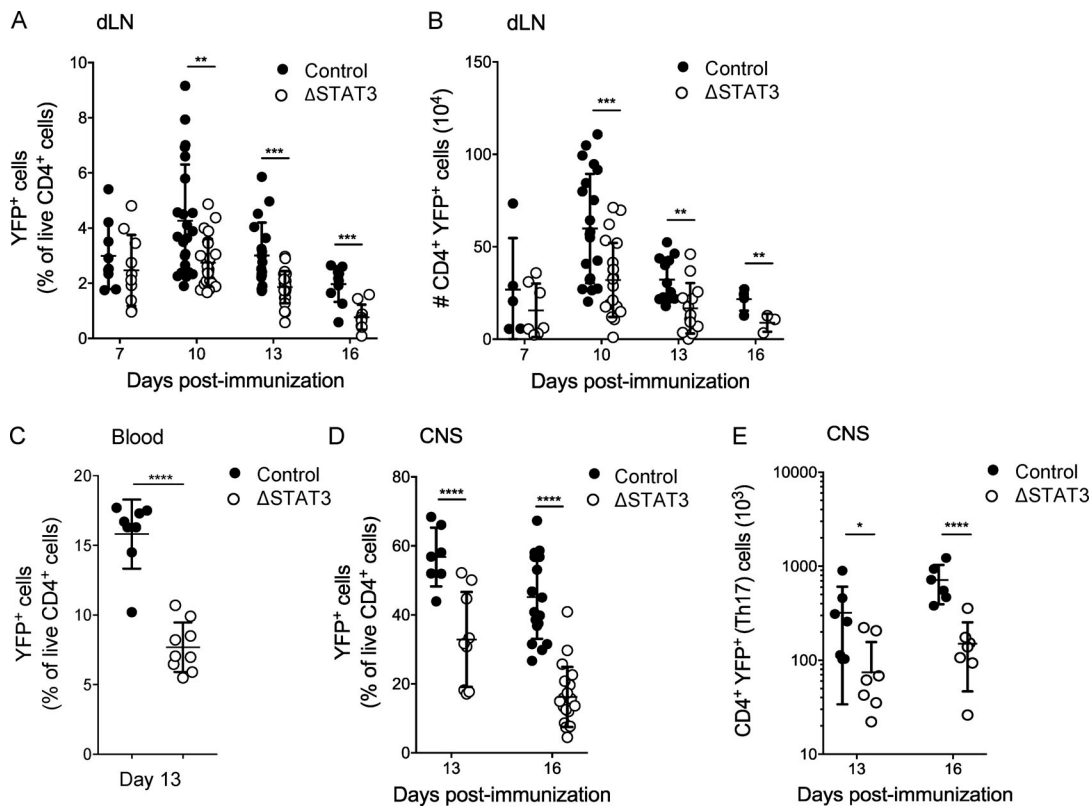 A
dLN
YFP⁺ cells
(% of live CD4⁺ cells)
10
8
6
4
2
0
**
***
***
Control
ΔSTAT3
7
10
13
16
Days post-immunization
B
dLN
# CD4⁺ YFP⁺ cells (10⁴)
150
100
50
0
***
**
**
Control
ΔSTAT3
7
10
13
16
Days post-immunization
C
Blood
YFP⁺ cells
(% of live CD4⁺ cells)
20
15
10
5
0
****
Control
ΔSTAT3
Day 13
D
CNS
YFP⁺ cells
(% of live CD4⁺ cells)
80
60
40
20
0
****
****
Control
ΔSTAT3
13
16
Days post-immunization
E
CNS
CD4⁺ YFP⁺ (Th17) cells (10³)
10000
1000
100
10
*
****
Control
ΔSTAT3
13
16
Days post-immunization